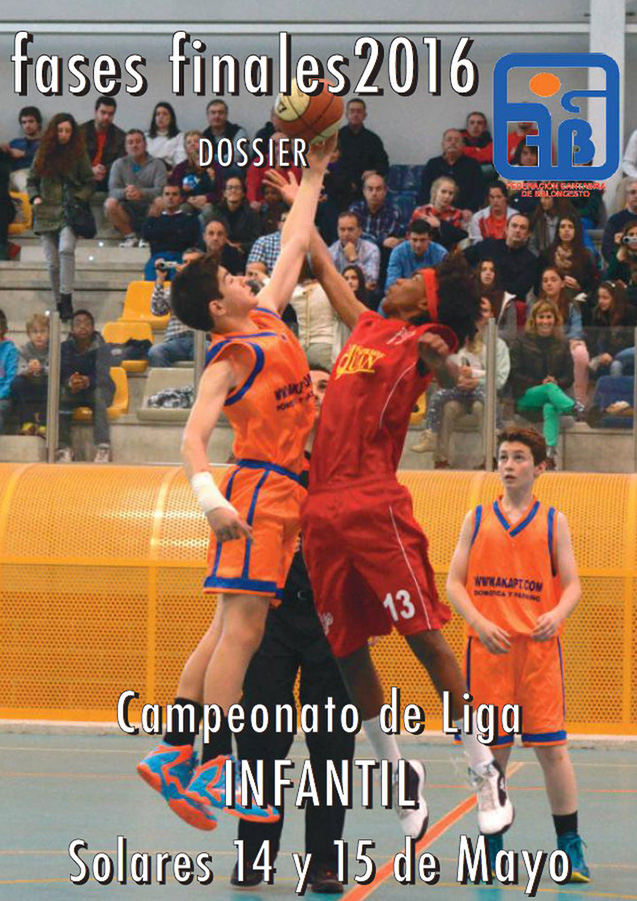 fases finales2016
DOSSIER
FEDERACIÓN CÁNTABRA
DE BALONCESTO
WWW.AKAPT.COM
DOMÓTICA Y PARKING
13
Campeonato de Liga
INFANTIL
Solares 14 y 15 de Mayo